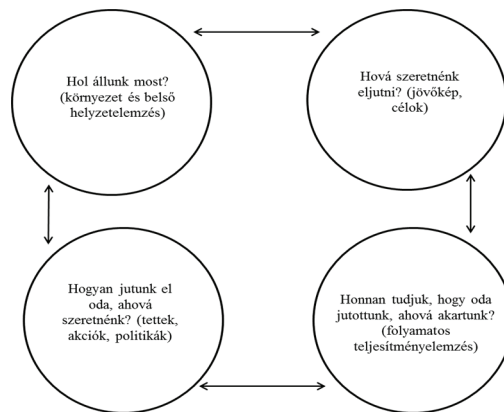 Hol állunk most?
(környezet és belső
helyzetelemzés)
Hová szeretnénk
eljutni? (jövőkép,
célok)
Hogyan jutunk el
oda, ahová
szeretnénk? (tettek,
akciók, politikák)
Honnan tudjuk, hogy oda
jutottunk, ahová akartunk?
(folyamatos
teljesítményelemzés)